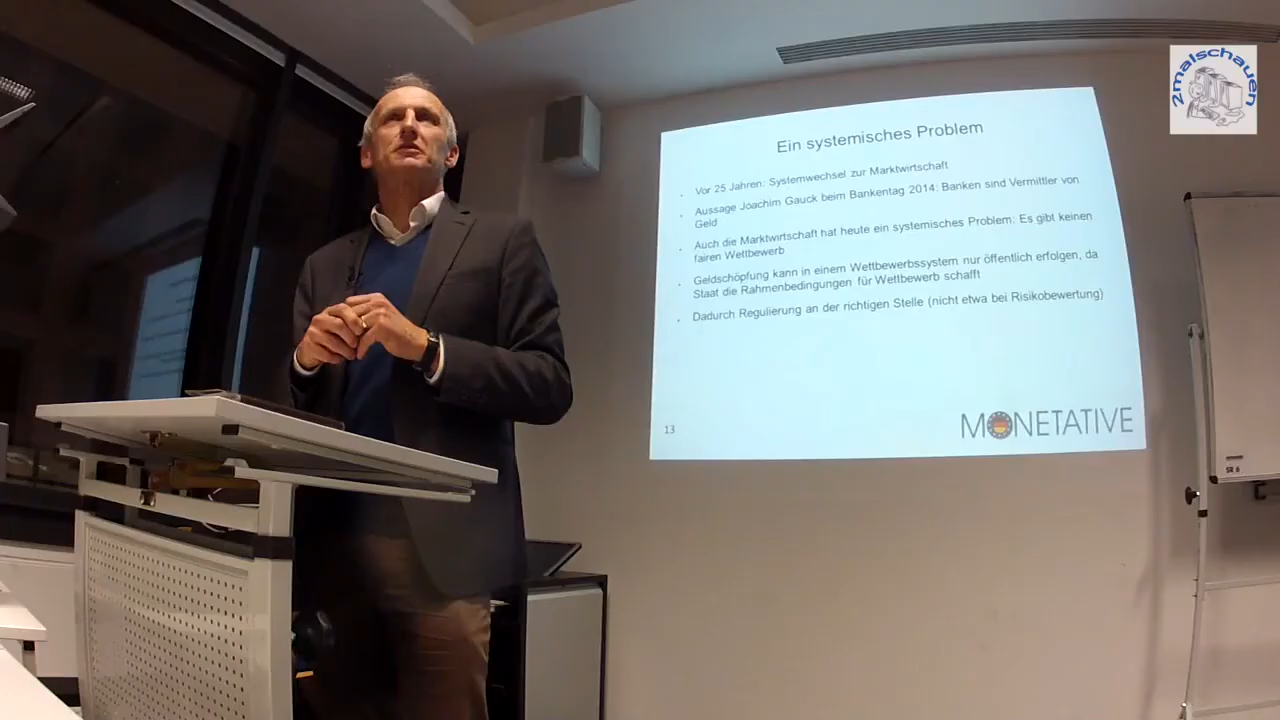 2malschauen
Ein systemisches Problem
Vor 25 Jahren: Systemwechsel zur Marktwirtschaft
Aussage Joachim Gauck beim Bankentag 2014: Banken sind Vermittler von
Geld
Auch die Marktwirtschaft hat heute ein systemisches Problem: Es gibt keinen
fairen Wettbewerb
Geldschöpfung kann in einem Wettbewerbssystem nur öffentlich erfolgen, da
Staat die Rahmenbedingungen für Wettbewerb schafft
Dadurch Regulierung an der richtigen Stelle (nicht etwa bei Risikobewertung)
13
MONETATIVE
SR 6